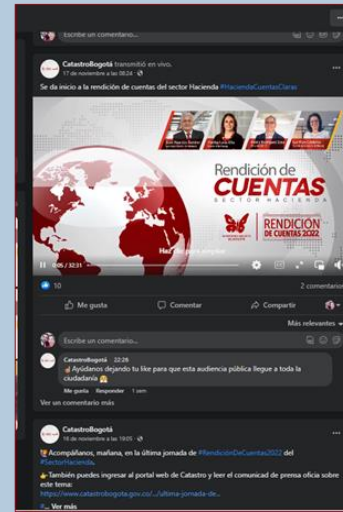 Escribe un comentario...
CatastroBogotá transmitió en vivo.
17 de noviembre a las 08:24 ·
Se da inicio a la rendición de cuentas del sector Hacienda #HaciendaCuentasClaras
Rendición de
CUENTAS
SECTOR HACIENDA
RENDICIÓN
DE CUENTAS 2022
0:05 / 32:31
10
2 comentarios
Me gusta
Comentar
Compartir
Más relevantes
Escribe un comentario...
CatastroBogotá 22:26
☝Ayúdanos dejando tu like para que esta audiencia pública llegue a toda la
ciudadanía
Me gusta Responder 1 sem
Ver un comentario más
CatastroBogotá
16 de noviembre a las 19:05 ·
Acompáñanos, mañana, en la última jornada de #RendiciónDeCuentas2022 del
#SectorHacienda.
También puedes ingresar al portal web de Catastro y leer el comunicad de prensa oficia sobre
este tema:
https://www.catastrobogota.gov.co/.../ultima-jornada-de...
#... Ver más